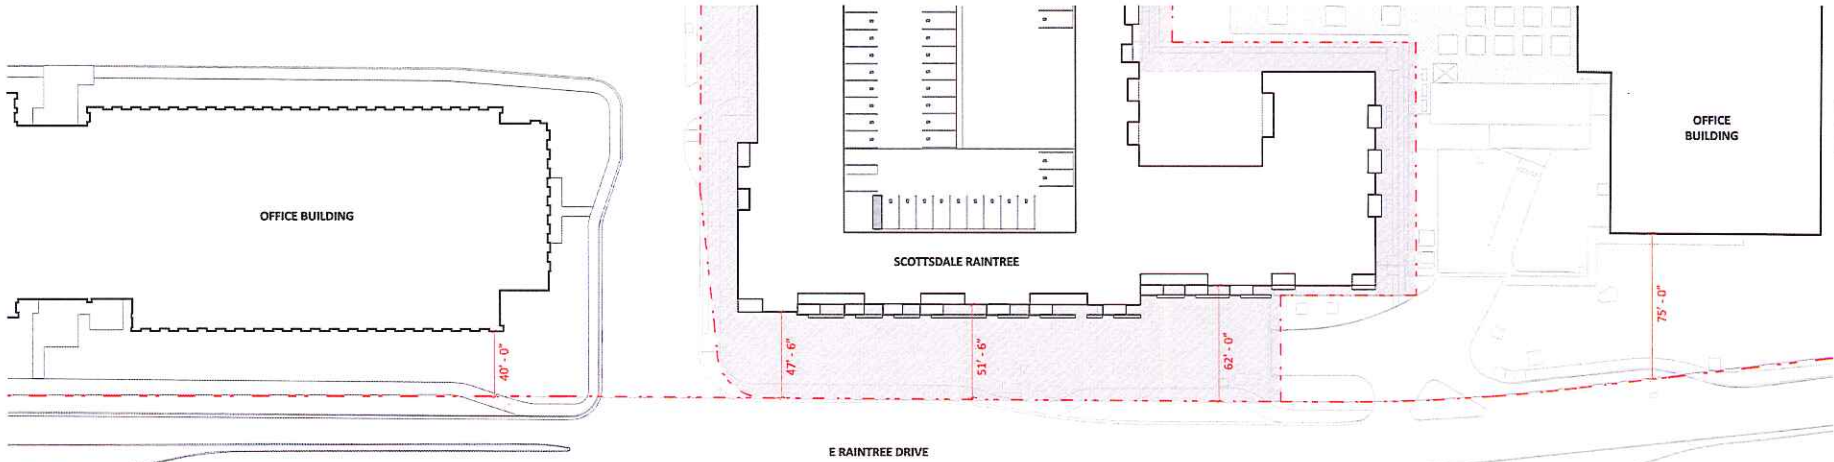 OFFICE
BUILDING
OFFICE BUILDING
SCOTTSDALE RAINTREE
40' - 0"
47' - 6"
51' - 6"
62' - 0"
75' - 0"
E RAINTREE DRIVE